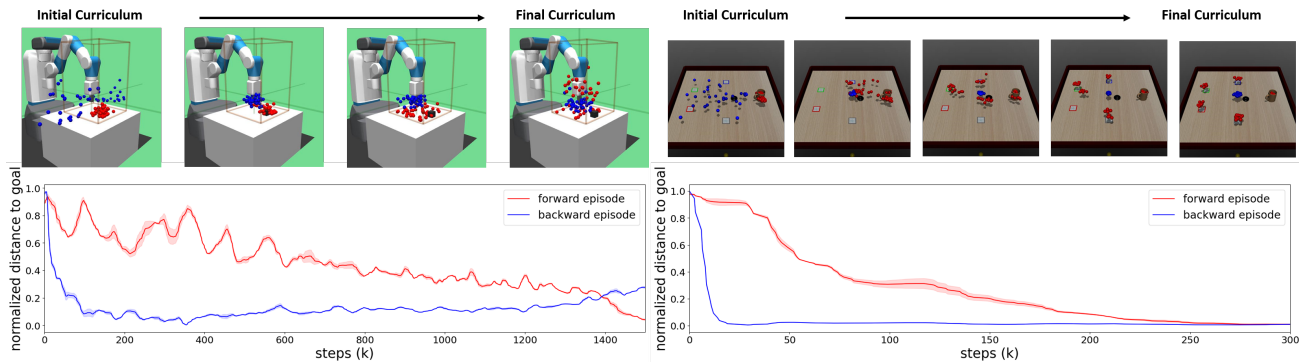 Initial Curriculum
Final Curriculum
Initial Curriculum
Final Curriculum
normalized distance to goal
1.0
0.8
0.6
0.4
0.2
0.0
forward episode
backward episode
0
200
400
600
800
1000
1200
1400
steps (k)
normalized distance to goal
1.0
0.8
0.6
0.4
0.2
0.0
forward episode
backward episode
0
50
100
150
200
250
300
steps (k)